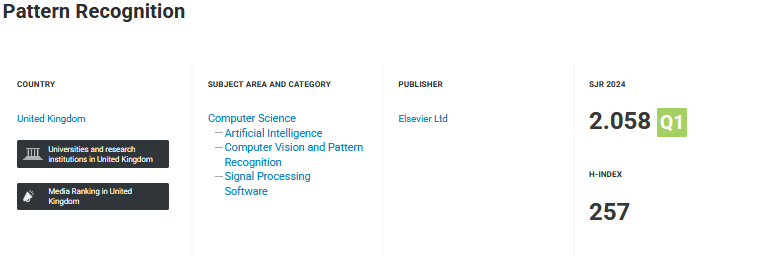 Pattern Recognition
COUNTRY
United Kingdom
Universities and research
institutions in United Kingdom
Media Ranking in United
Kingdom
SUBJECT AREA AND CATEGORY
Computer Science
Artificial Intelligence
Computer Vision and Pattern
Recognition
Signal Processing
Software
PUBLISHER
Elsevier Ltd
SJR 2024
2.058 Q1
H-INDEX
257